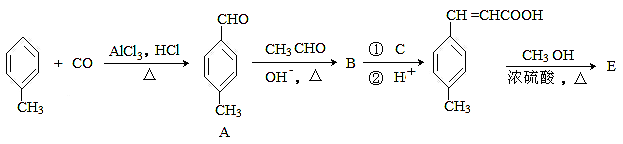 CH₃
+ CO
AlCl₃，HCl
△
CHO
CH₃
A
CH₃CHO
OH⁻，△
B
① C
② H⁺
CH=CHCOOH
CH₃
CH₃OH
浓硫酸，△
E